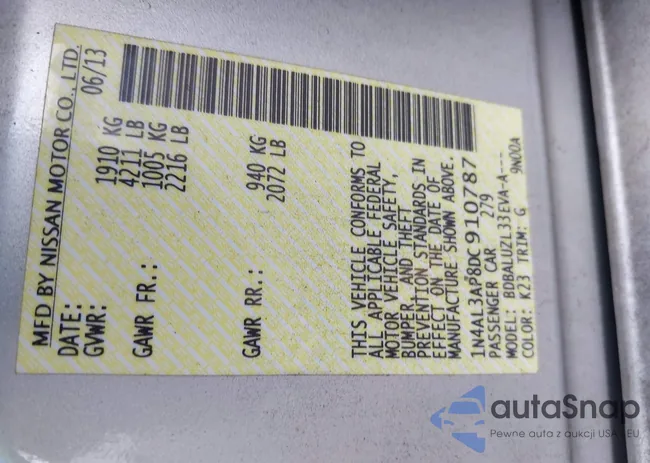 MFD BY NISSAN MOTOR CO., LTD.
DATE: 06/13
GVWR: 1910 KG
4211 LB
GAWR FR.: 1005 KG
2216 LB
GAWR RR.: 940 KG
2072 LB
THIS VEHICLE CONFORMS TO
ALL APPLICABLE FEDERAL
MOTOR VEHICLE SAFETY,
BUMPER, AND THEFT
PREVENTION STANDARDS IN
EFFECT ON THE DATE OF
MANUFACTURE SHOWN ABOVE.
1N4AL3AP8DC910787
PASSENGER CAR 279
MODEL: BDBALUZL33EVA-A---
COLOR: K23 TRIM: G 9N00A
autaSnap
Pewne auta z aukcji USA i EU